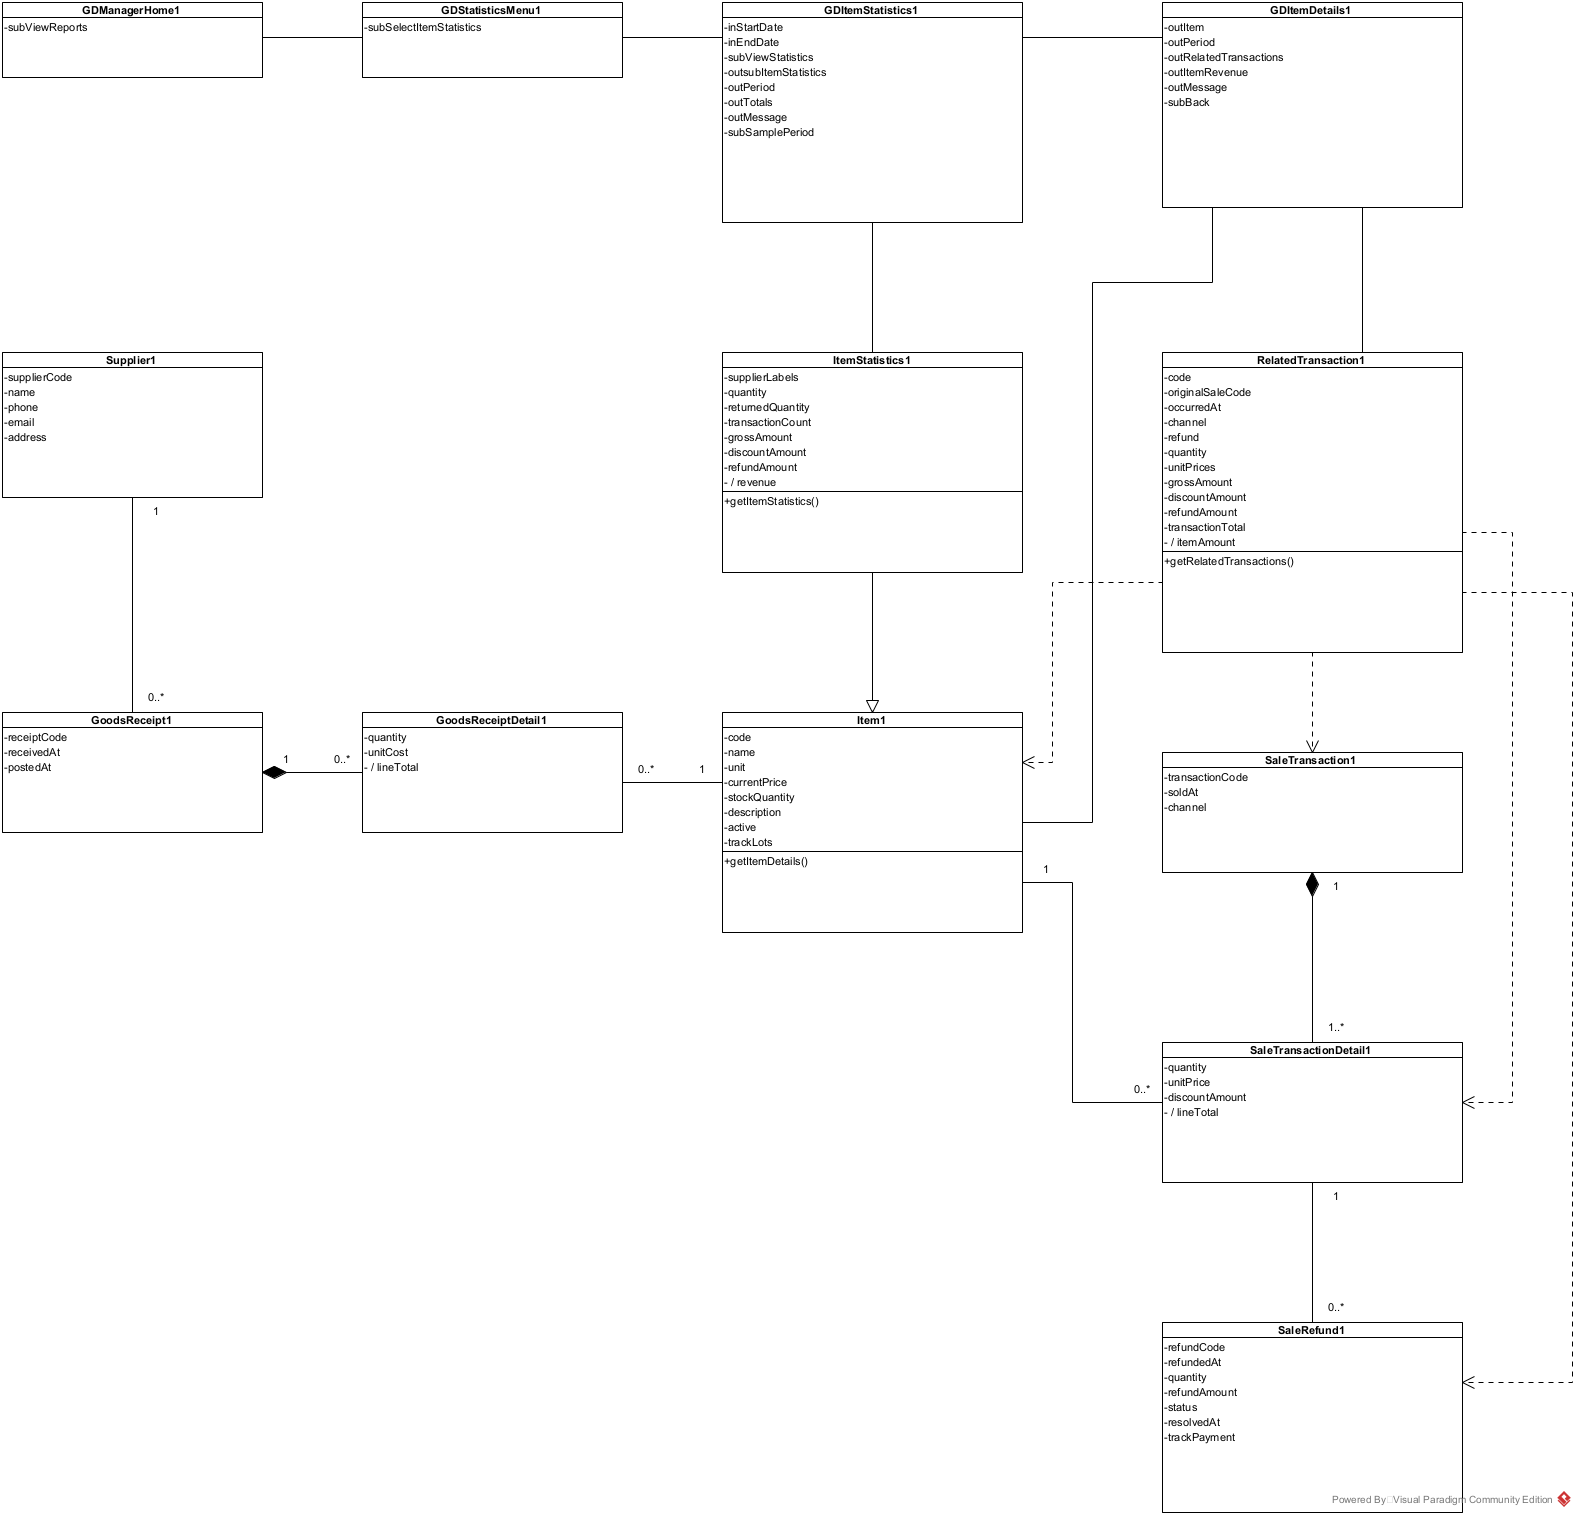 GDManagerHome1
-subViewReports
GDStatisticsMenu1
-subSelectItemStatistics
GDItemStatistics1
-inStartDate
-inEndDate
-subViewStatistics
-outsubItemStatistics
-outPeriod
-outTotals
-outMessage
-subSamplePeriod
GDItemDetails1
-outItem
-outPeriod
-outRelatedTransactions
-outItemRevenue
-outMessage
-subBack
Supplier1
-supplierCode
-name
-phone
-email
-address
1
0..*
ItemStatistics1
-supplierLabels
-quantity
-returnedQuantity
-transactionCount
-grossAmount
-discountAmount
-refundAmount
- / revenue
+getItemStatistics()
RelatedTransaction1
-code
-originalSaleCode
-occurredAt
-channel
-refund
-quantity
-unitPrices
-grossAmount
-discountAmount
-refundAmount
-transactionTotal
- / itemAmount
+getRelatedTransactions()
GoodsReceipt1
-receiptCode
-receivedAt
-postedAt
1
0..*
GoodsReceiptDetail1
-quantity
-unitCost
- / lineTotal
0..*
1
Item1
-code
-name
-unit
-currentPrice
-stockQuantity
-description
-active
-trackLots
+getItemDetails()
1
0..*
SaleTransaction1
-transactionCode
-soldAt
-channel
1
1..*
SaleTransactionDetail1
-quantity
-unitPrice
-discountAmount
- / lineTotal
1
0..*
SaleRefund1
-refundCode
-refundedAt
-quantity
-refundAmount
-status
-resolvedAt
-trackPayment
Powered By Visual Paradigm Community Edition